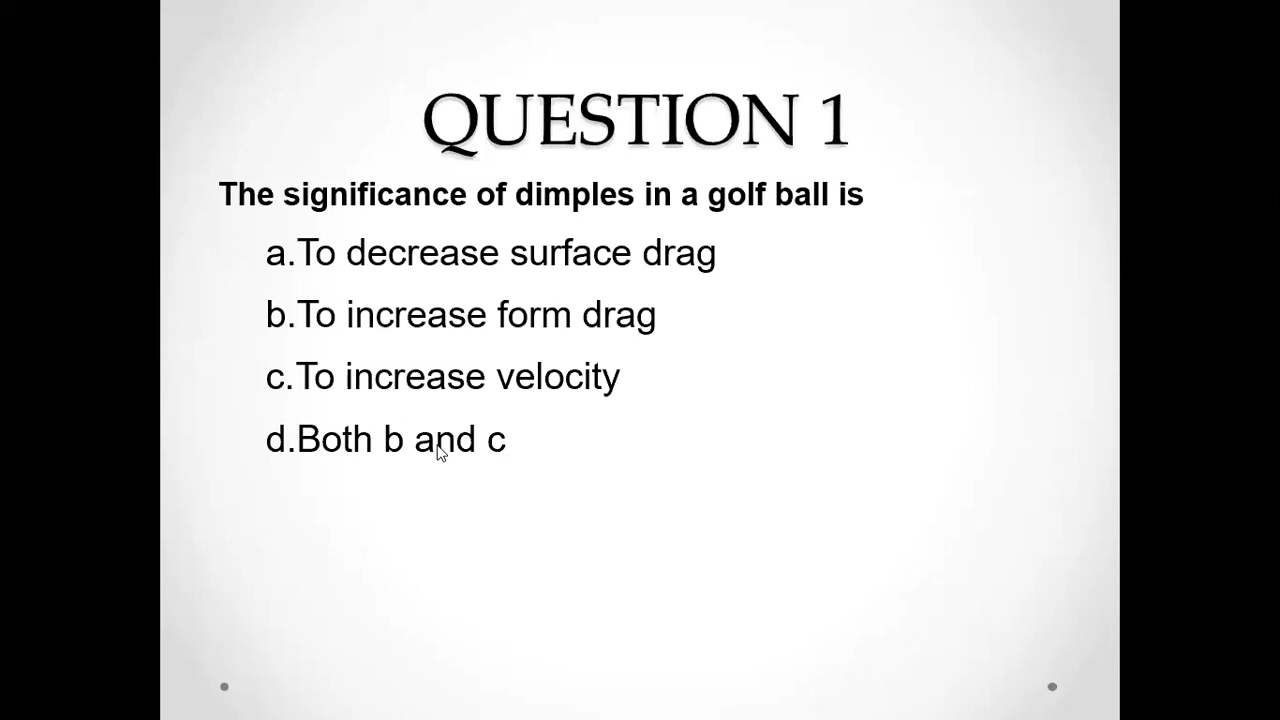 QUESTION 1
The significance of dimples in a golf ball is
a.To decrease surface drag
b.To increase form drag
c.To increase velocity
d.Both b and c